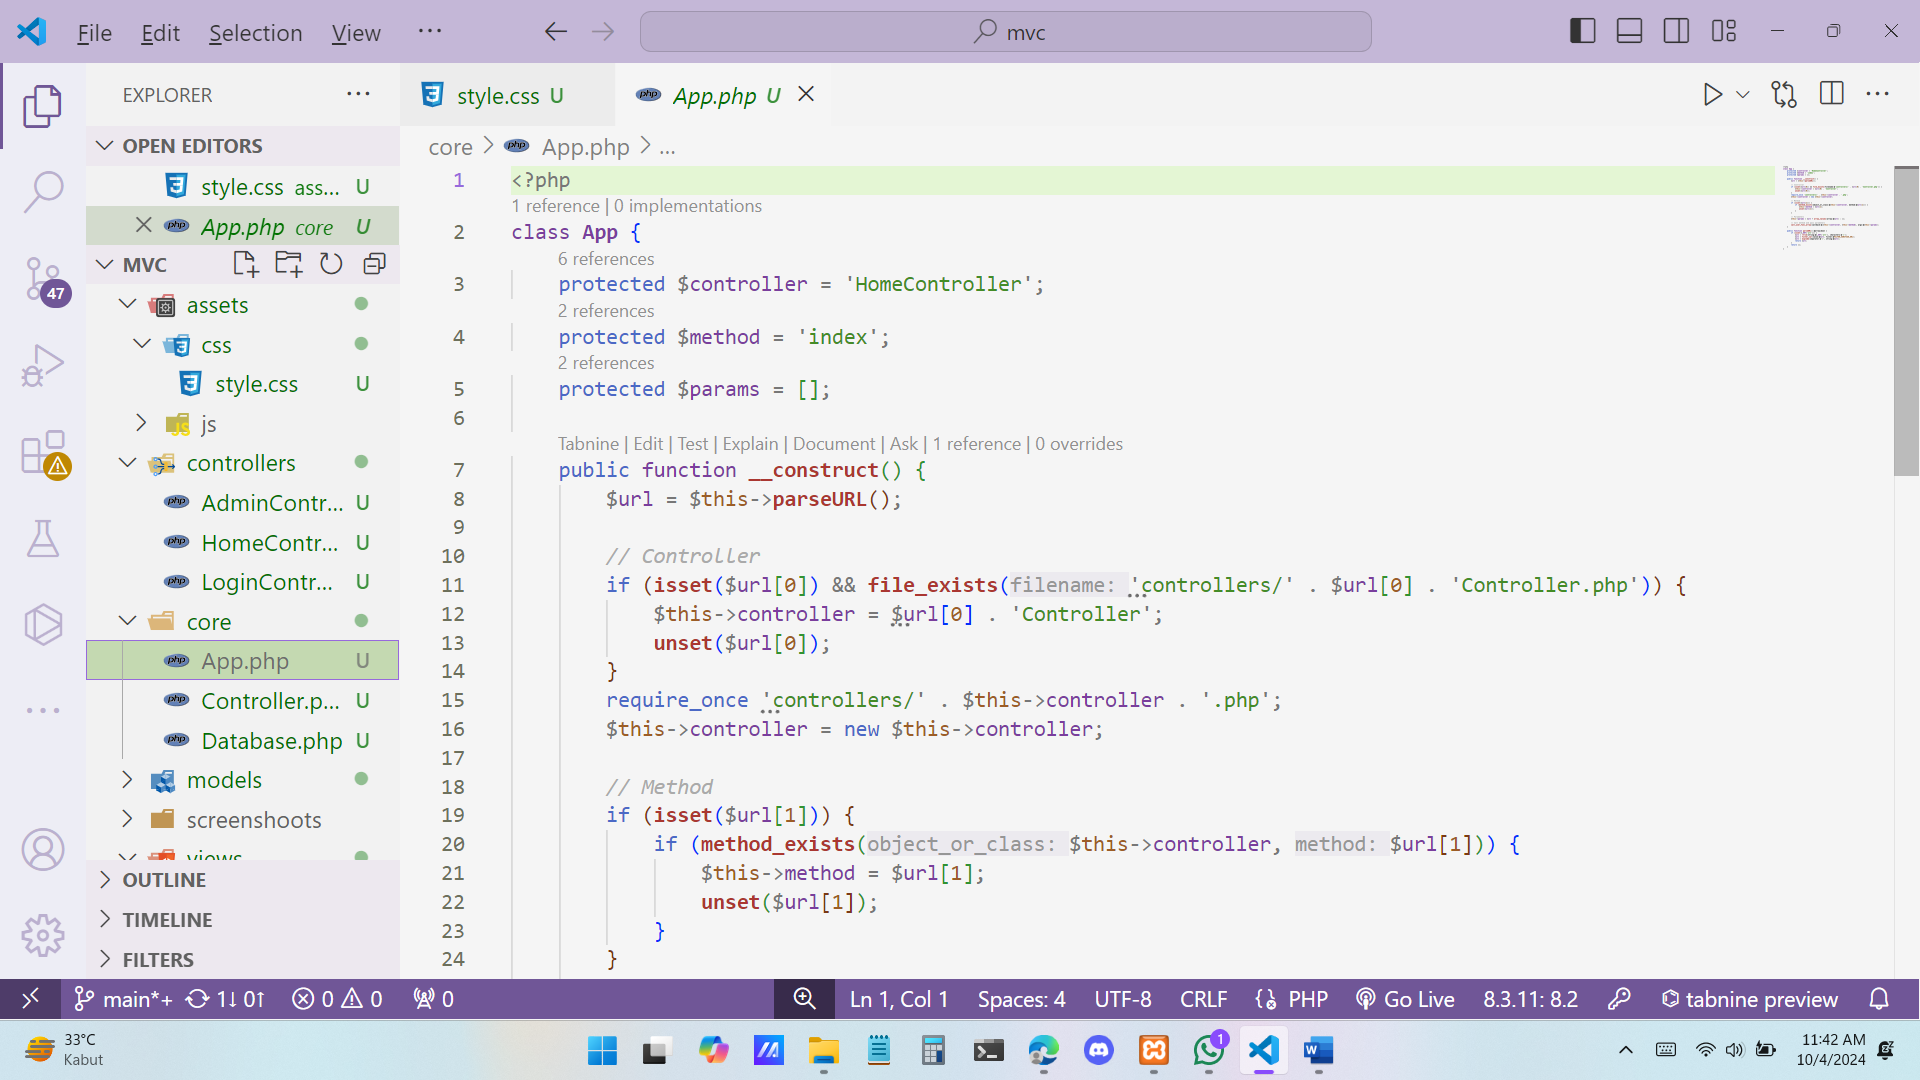 File Edit Selection View ··· mvc
EXPLORER ···
style.css U App.php U
OPEN EDITORS
style.css ass... U
App.php core U
MVC
assets
css
style.css U
js
controllers
AdminContr... U
HomeContr... U
LoginContr... U
core
App.php U
Controller.p... U
Database.php U
models
screenshoots
views
OUTLINE
TIMELINE
FILTERS
47
core > App.php > ...
1 <?php
1 reference | 0 implementations
2 class App {
6 references
3 protected $controller = 'HomeController';
2 references
4 protected $method = 'index';
2 references
5 protected $params = [];
6
Tabnine | Edit | Test | Explain | Document | Ask | 1 reference | 0 overrides
7 public function __construct() {
8 $url = $this->parseURL();
9
10 // Controller
11 if (isset($url[0]) && file_exists(filename: 'controllers/' . $url[0] . 'Controller.php')) {
12 $this->controller = $url[0] . 'Controller';
13 unset($url[0]);
14 }
15 require_once 'controllers/' . $this->controller . '.php';
16 $this->controller = new $this->controller;
17
18 // Method
19 if (isset($url[1])) {
20 if (method_exists(object_or_class: $this->controller, method: $url[1])) {
21 $this->method = $url[1];
22 unset($url[1]);
23 }
24 }
main*+ 1↓ 0↑ 0 0 0 Ln 1, Col 1 Spaces: 4 UTF-8 CRLF PHP Go Live 8.3.11: 8.2 tabnine preview
33°C
Kabut
1
11:42 AM
10/4/2024